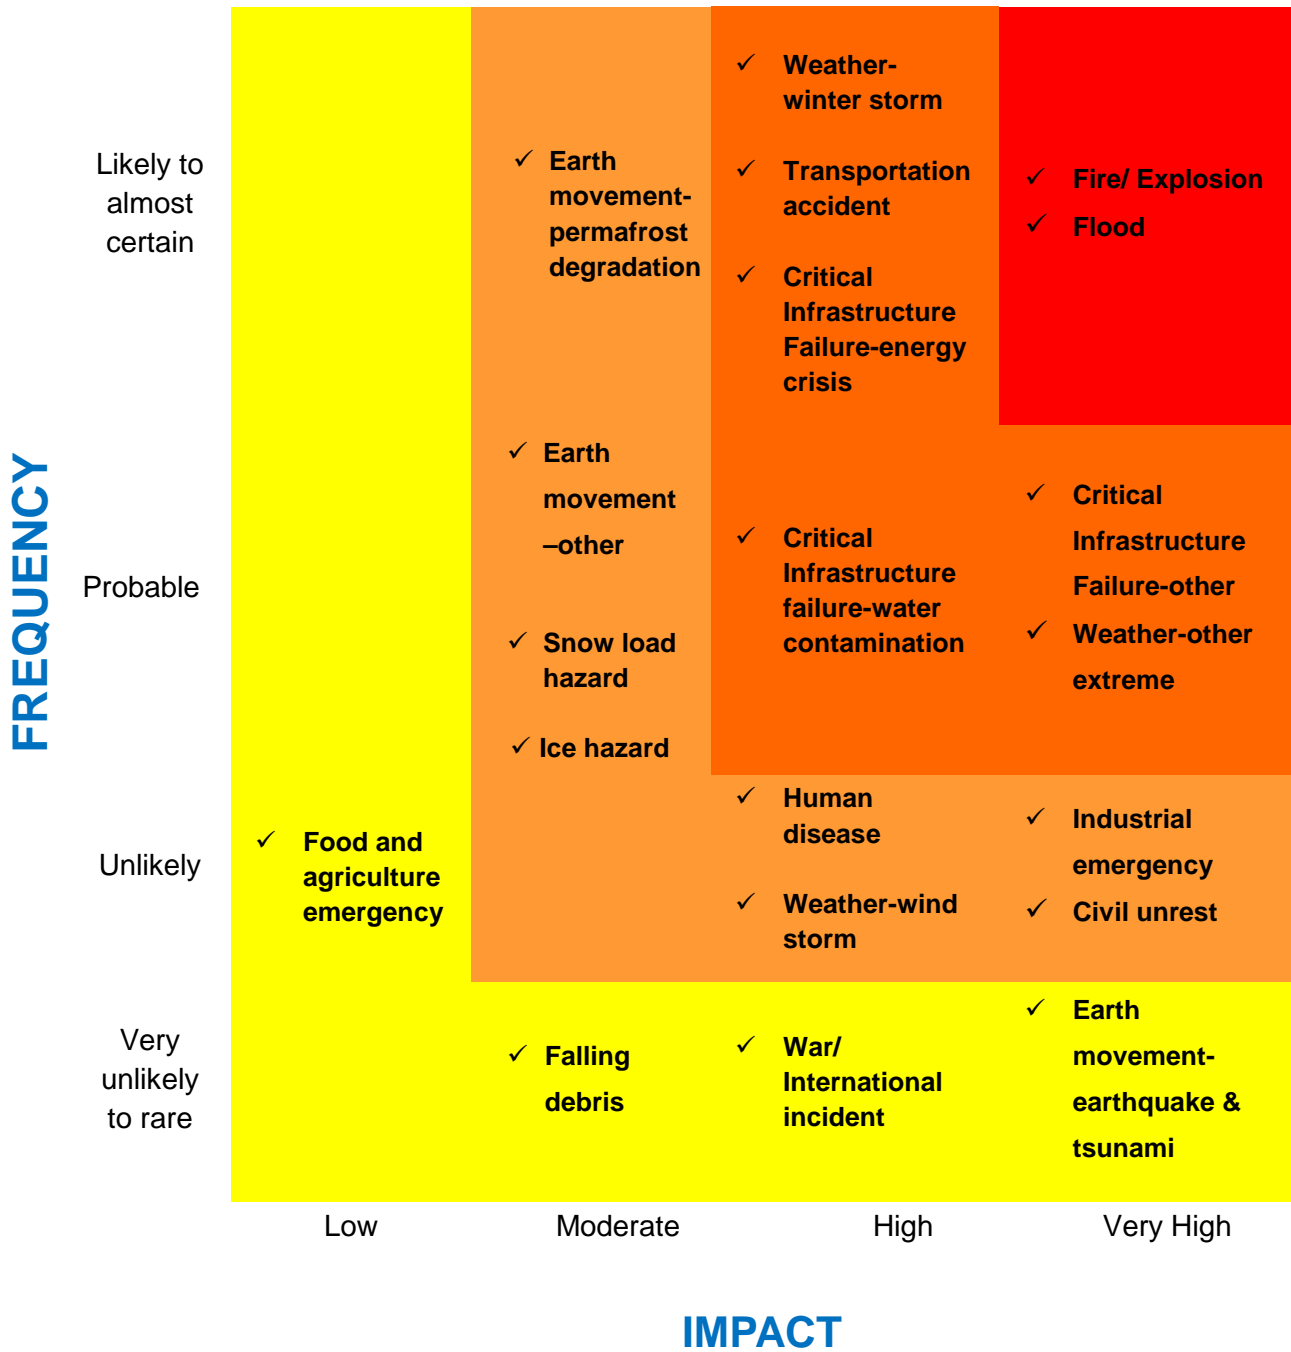 FREQUENCY
Likely to
almost
certain
✓ Earth
movement-
permafrost
degradation
✓ Weather-
winter storm
✓ Transportation
accident
✓ Critical
Infrastructure
Failure-energy
crisis
✓ Fire/ Explosion
✓ Flood
Probable
✓ Earth
movement
–other
✓ Snow load
hazard
✓ Ice hazard
✓ Critical
Infrastructure
failure-water
contamination
✓ Critical
Infrastructure
Failure-other
✓ Weather-other
extreme
Unlikely
✓ Food and
agriculture
emergency
✓ Human
disease
✓ Weather-wind
storm
✓ Industrial
emergency
✓ Civil unrest
Very
unlikely
to rare
✓ Falling
debris
✓ War/
International
incident
✓ Earth
movement-
earthquake &
tsunami
Low
Moderate
High
Very High
IMPACT